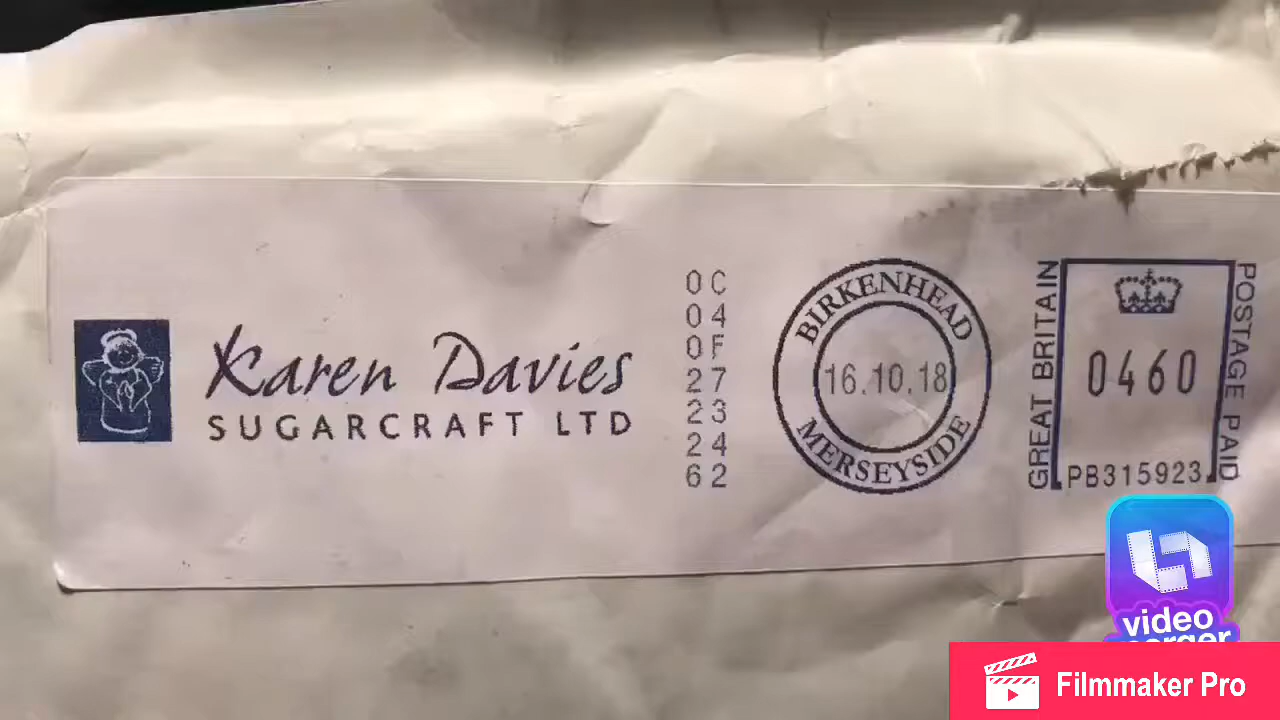 Karen Davies
SUGARCRAFT LTD
0C
04
0F
27
23
24
62
BIRKENHEAD
16.10.18
MERSEYSIDE
GREAT BRITAIN
0460
PB315923
POSTAGE PAID
video
Filmmaker Pro